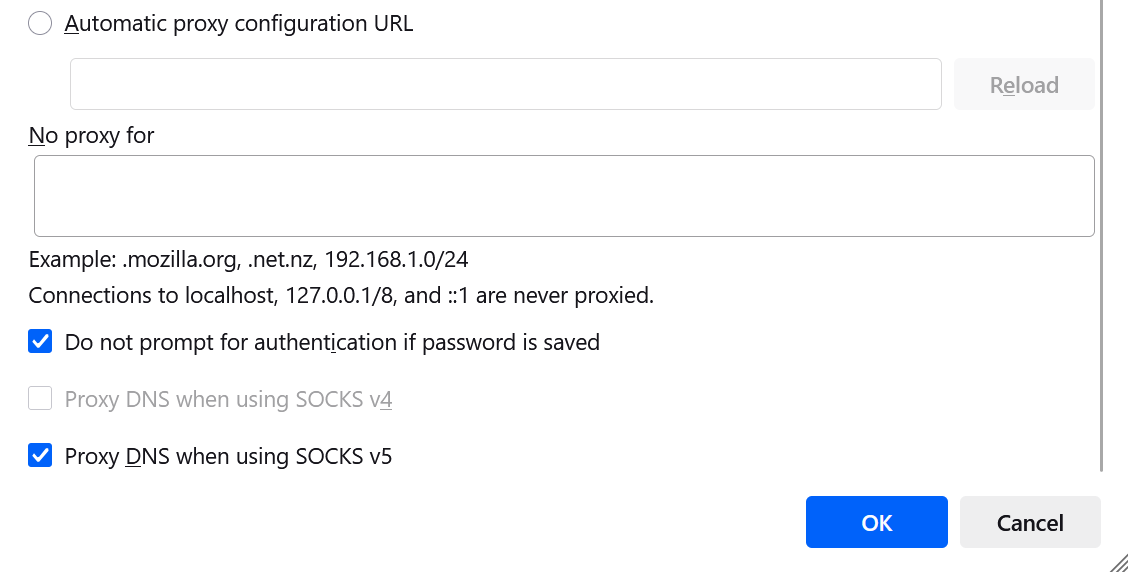 Automatic proxy configuration URL
Reload
No proxy for
Example: .mozilla.org, .net.nz, 192.168.1.0/24
Connections to localhost, 127.0.0.1/8, and ::1 are never proxied.
Do not prompt for authentication if password is saved
Proxy DNS when using SOCKS v4
Proxy DNS when using SOCKS v5
OK
Cancel